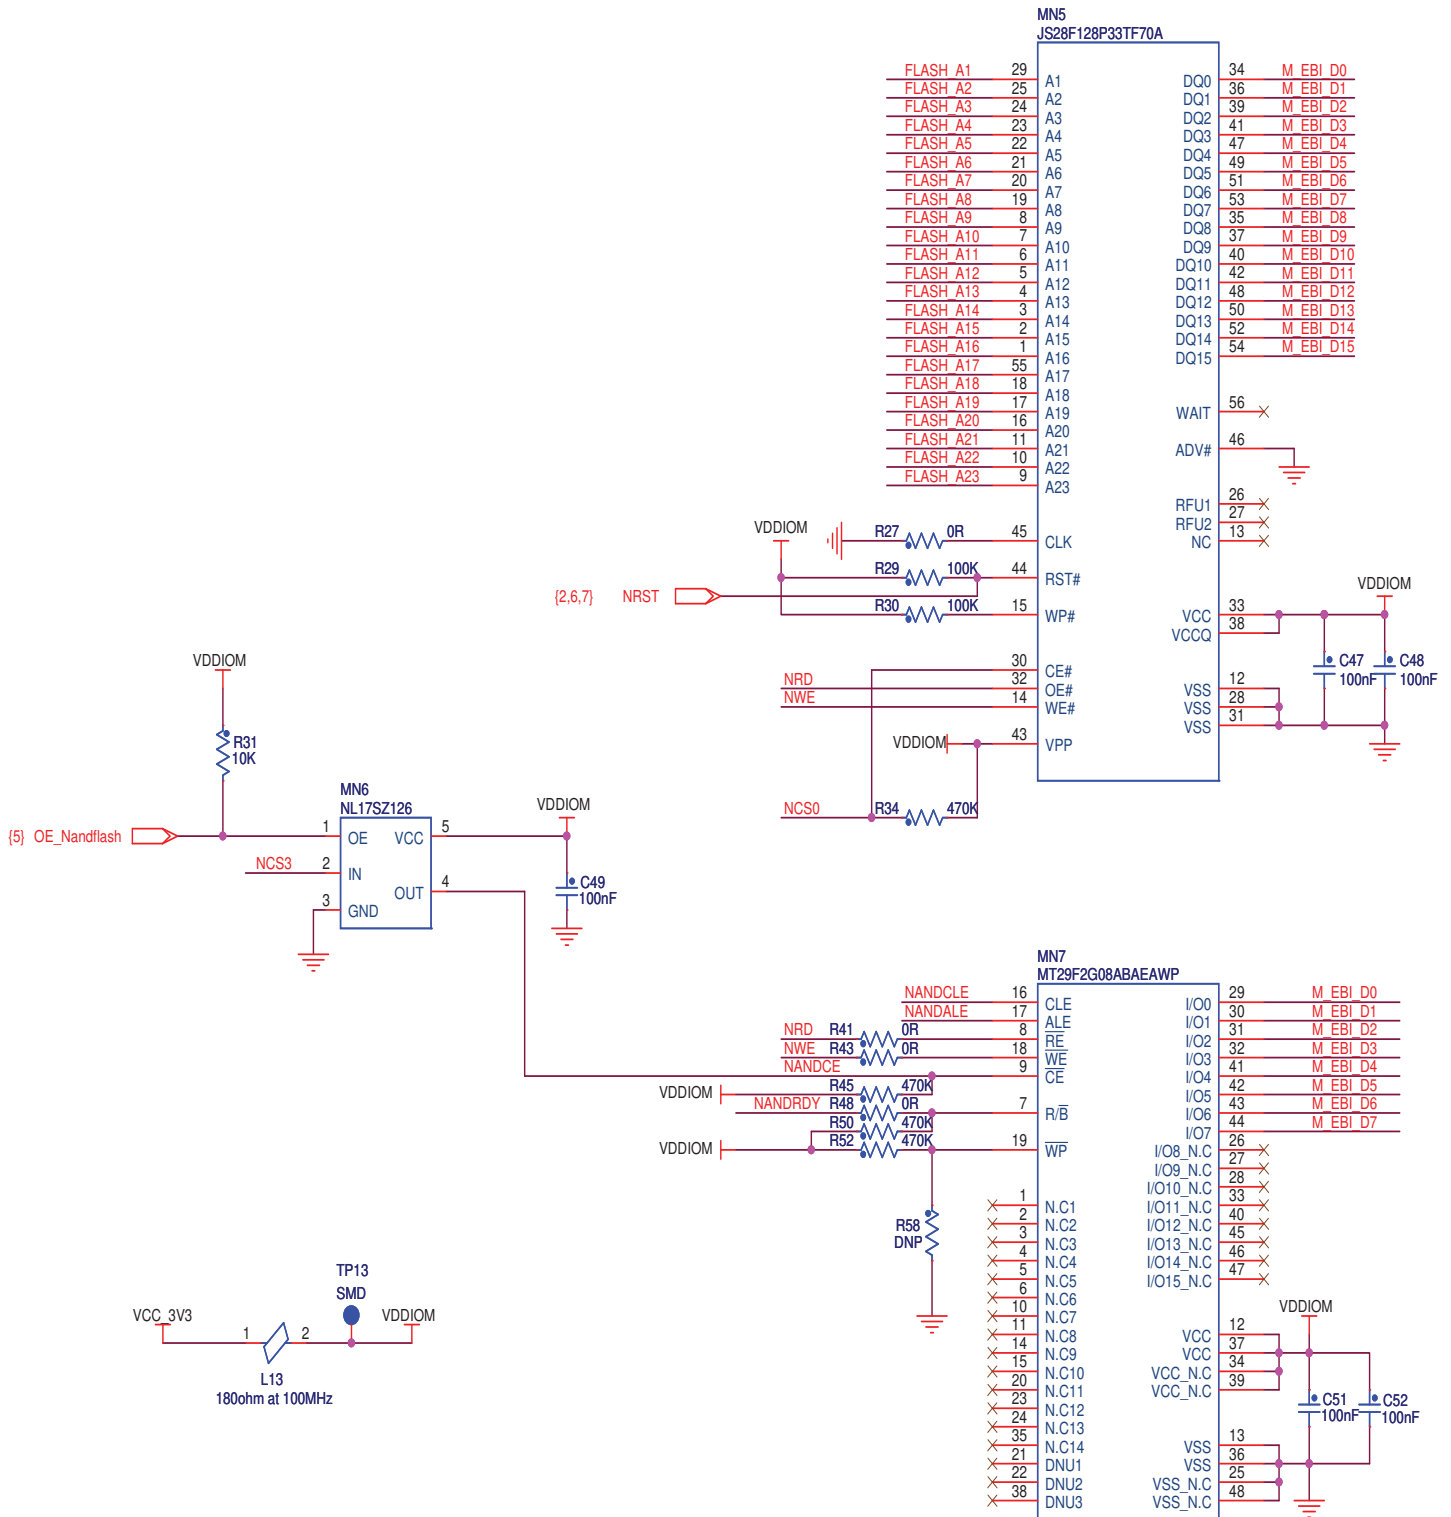 MN5
JS28F128P33TF70A
FLASH_A1 29 A1 DQ0 34 M_EBI_D0
FLASH_A2 25 A2 DQ1 36 M_EBI_D1
FLASH_A3 24 A3 DQ2 39 M_EBI_D2
FLASH_A4 23 A4 DQ3 41 M_EBI_D3
FLASH_A5 22 A5 DQ4 47 M_EBI_D4
FLASH_A6 21 A6 DQ5 49 M_EBI_D5
FLASH_A7 20 A7 DQ6 51 M_EBI_D6
FLASH_A8 19 A8 DQ7 53 M_EBI_D7
FLASH_A9 8 A9 DQ8 35 M_EBI_D8
FLASH_A10 7 A10 DQ9 37 M_EBI_D9
FLASH_A11 6 A11 DQ10 40 M_EBI_D10
FLASH_A12 5 A12 DQ11 42 M_EBI_D11
FLASH_A13 4 A13 DQ12 48 M_EBI_D12
FLASH_A14 3 A14 DQ13 50 M_EBI_D13
FLASH_A15 2 A15 DQ14 52 M_EBI_D14
FLASH_A16 1 A16 DQ15 54 M_EBI_D15
FLASH_A17 55 A17
FLASH_A18 18 A18
FLASH_A19 17 A19 WAIT 56
FLASH_A20 16 A20
FLASH_A21 11 A21 ADV# 46
FLASH_A22 10 A22
FLASH_A23 9 A23
RFU1 26
RFU2 27
VDDIOM R27 0R 45 CLK NC 13
R29 100K 44 RST# VDDIOM
{2,6,7} NRST
R30 100K 15 WP# VCC 33
VCCQ 38
VDDIOM
30 CE# C47 100nF C48 100nF
NRD 32 OE# VSS 12
NWE 14 WE# VSS 28
VSS 31
R31
10K
VDDIOM 43 VPP
MN6
NL17SZ126
VDDIOM
NCS0 R34 470K
{5} OE_Nandflash 1 OE VCC 5
NCS3 2 IN
OUT 4
C49
100nF
3 GND
MN7
MT29F2G08ABAEAWP
NANDCLE 16 CLE I/O0 29 M_EBI_D0
NANDALE 17 ALE I/O1 30 M_EBI_D1
NRD R41 0R 8 RE I/O2 31 M_EBI_D2
NWE R43 0R 18 WE I/O3 32 M_EBI_D3
NANDCE 9 CE I/O4 41 M_EBI_D4
VDDIOM R45 470K I/O5 42 M_EBI_D5
NANDRDY R48 0R 7 R/B I/O6 43 M_EBI_D6
R50 470K I/O7 44 M_EBI_D7
VDDIOM R52 470K 19 WP I/O8_N.C 26
I/O9_N.C 27
I/O10_N.C 28
1 N.C1 I/O11_N.C 33
2 N.C2 I/O12_N.C 40
3 N.C3 I/O13_N.C 45
4 N.C4 I/O14_N.C 46
5 N.C5 I/O15_N.C 47
R58
DNP
6 N.C6
10 N.C7 VDDIOM
11 N.C8 VCC 12
14 N.C9 VCC 37
15 N.C10 VCC_N.C 34
20 N.C11 VCC_N.C 39
23 N.C12 C51 100nF C52 100nF
24 N.C13
35 N.C14 VSS 13
21 DNU1 VSS 36
22 DNU2 VSS_N.C 25
38 DNU3 VSS_N.C 48
TP13
SMD
VCC_3V3 VDDIOM
1 2
L13
180ohm at 100MHz